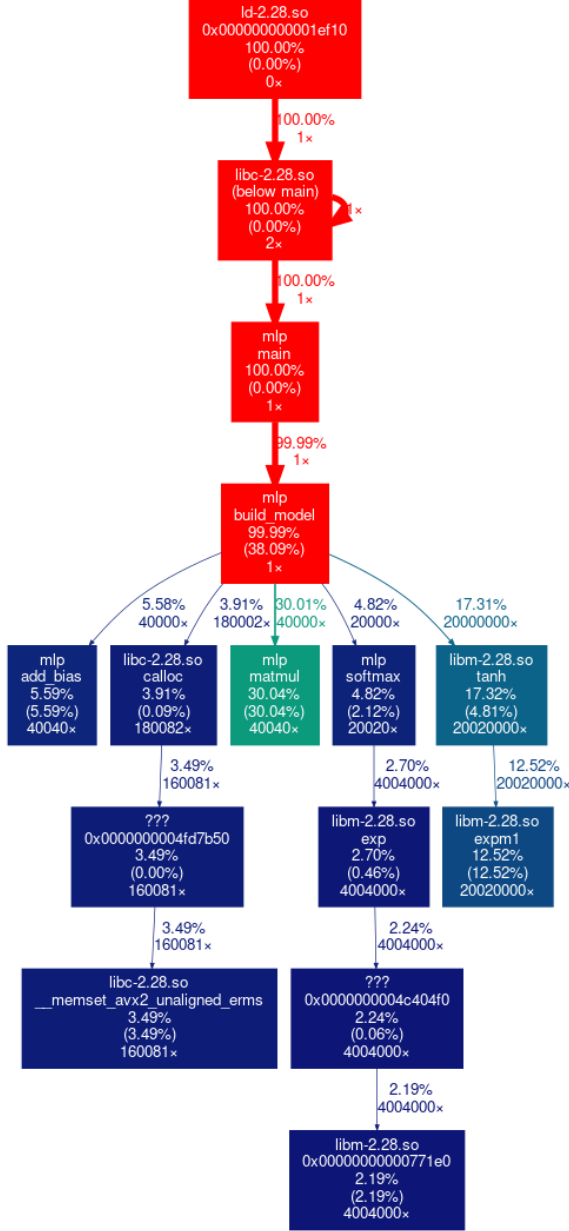 ld-2.28.so
0x000000000001ef10
100.00%
(0.00%)
0×
100.00%
1×
libc-2.28.so
(below main)
100.00%
(0.00%)
2×
1×
100.00%
1×
mlp
main
100.00%
(0.00%)
1×
99.99%
1×
mlp
build_model
99.99%
(38.09%)
1×
5.58%
40000×
3.91%
180002×
30.01%
40000×
4.82%
20000×
17.31%
20000000×
mlp
add_bias
5.59%
(5.59%)
40040×
libc-2.28.so
calloc
3.91%
(0.09%)
180082×
mlp
matmul
30.04%
(30.04%)
40040×
mlp
softmax
4.82%
(2.12%)
20020×
libm-2.28.so
tanh
17.32%
(4.81%)
20020000×
3.49%
160081×
2.70%
4004000×
12.52%
20020000×
???
0x0000000004fd7b50
3.49%
(0.00%)
160081×
libm-2.28.so
exp
2.70%
(0.46%)
4004000×
libm-2.28.so
expm1
12.52%
(12.52%)
20020000×
3.49%
160081×
2.24%
4004000×
libc-2.28.so
__memset_avx2_unaligned_erms
3.49%
(3.49%)
160081×
???
0x0000000004c404f0
2.24%
(0.06%)
4004000×
2.19%
4004000×
libm-2.28.so
0x00000000000771e0
2.19%
(2.19%)
4004000×